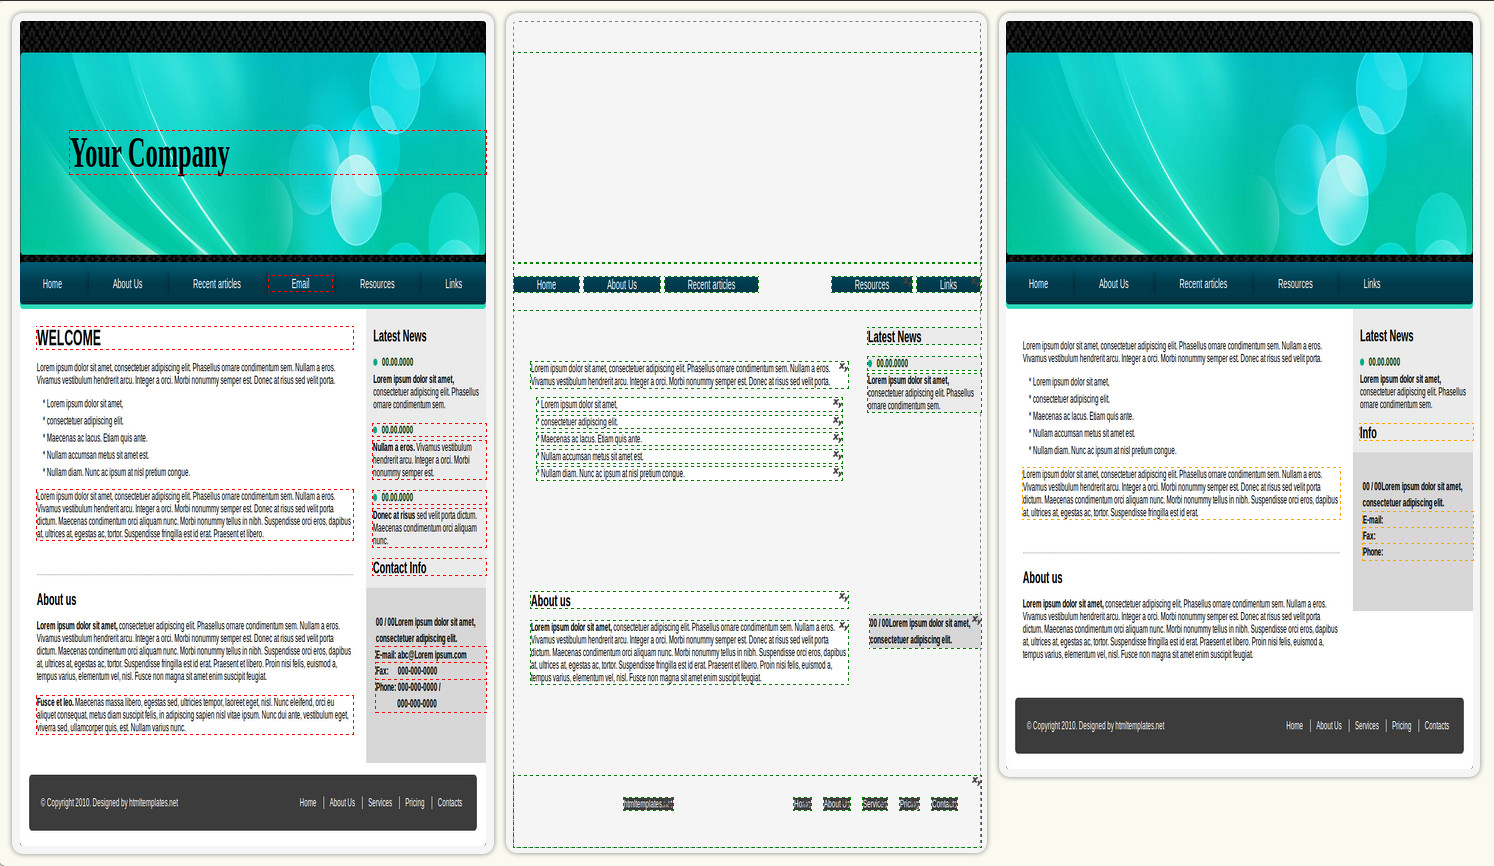 Your Company
Home
About Us
Recent articles
Email
Resources
Links
WELCOME
Lorem ipsum dolor sit amet, consectetuer adipiscing elit. Phasellus ornare condimentum sem. Nullam a eros.
Vivamus vestibulum hendrerit arcu. Integer a orci. Morbi nonummy semper est. Donec at risus sed velit porta.
* Lorem ipsum dolor sit amet,
* consectetuer adipiscing elit.
* Maecenas ac lacus. Etiam quis ante.
* Nullam accumsan metus sit amet est.
* Nullam diam. Nunc ac ipsum at nisl pretium congue.
Lorem ipsum dolor sit amet, consectetuer adipiscing elit. Phasellus ornare condimentum sem. Nullam a eros.
Vivamus vestibulum hendrerit arcu. Integer a orci. Morbi nonummy semper est. Donec at risus sed velit porta
dictum. Maecenas condimentum orci aliquam nunc. Morbi nonummy tellus in nibh. Suspendisse orci eros, dapibus
at, ultrices at, egestas ac, tortor. Suspendisse fringilla est id erat. Praesent et libero.
About us
Lorem ipsum dolor sit amet, consectetuer adipiscing elit. Phasellus ornare condimentum sem. Nullam a eros.
Vivamus vestibulum hendrerit arcu. Integer a orci. Morbi nonummy semper est. Donec at risus sed velit porta
dictum. Maecenas condimentum orci aliquam nunc. Morbi nonummy tellus in nibh. Suspendisse orci eros, dapibus
at, ultrices at, egestas ac, tortor. Suspendisse fringilla est id erat. Praesent et libero. Proin nisi felis, euismod a,
tempus varius, elementum vel, nisl. Fusce non magna sit amet enim suscipit feugiat.
Fusce et leo. Maecenas massa libero, egestas sed, ultricies tempor, laoreet eget, nisl. Nunc eleifend, orci eu
aliquet consequat, metus diam suscipit felis, in adipiscing sapien nisl vitae ipsum. Nunc dui ante, vestibulum eget,
viverra sed, ullamcorper quis, est. Nullam varius nunc.
Latest News
00.00.0000
Lorem ipsum dolor sit amet,
consectetuer adipiscing elit. Phasellus
ornare condimentum sem.
00.00.0000
Nullam a eros. Vivamus vestibulum
hendrerit arcu. Integer a orci. Morbi
nonummy semper est.
00.00.0000
Donec at risus sed velit porta dictum.
Maecenas condimentum orci aliquam
nunc.
Contact Info
00 / 00Lorem ipsum dolor sit amet,
consectetuer adipiscing elit.
E-mail: abc@Lorem ipsum.com
Fax: 000-000-0000
Phone: 000-000-0000 /
000-000-0000
© Copyright 2010. Designed by htmltemplates.net
Home
About Us
Services
Pricing
Contacts
Home
About Us
Recent articles
Resources
Links
Lorem ipsum dolor sit amet, consectetuer adipiscing elit. Phasellus ornare condimentum sem. Nullam a eros.
Vivamus vestibulum hendrerit arcu. Integer a orci. Morbi nonummy semper est. Donec at risus sed velit porta.
* Lorem ipsum dolor sit amet,
* consectetuer adipiscing elit.
* Maecenas ac lacus. Etiam quis ante.
* Nullam accumsan metus sit amet est.
* Nullam diam. Nunc ac ipsum at nisl pretium congue.
About us
Lorem ipsum dolor sit amet, consectetuer adipiscing elit. Phasellus ornare condimentum sem. Nullam a eros.
Vivamus vestibulum hendrerit arcu. Integer a orci. Morbi nonummy semper est. Donec at risus sed velit porta
dictum. Maecenas condimentum orci aliquam nunc. Morbi nonummy tellus in nibh. Suspendisse orci eros, dapibus
at, ultrices at, egestas ac, tortor. Suspendisse fringilla est id erat. Praesent et libero. Proin nisi felis, euismod a,
tempus varius, elementum vel, nisl. Fusce non magna sit amet enim suscipit feugiat.
Latest News
00.00.0000
Lorem ipsum dolor sit amet,
consectetuer adipiscing elit. Phasellus
ornare condimentum sem.
00 / 00Lorem ipsum dolor sit amet,
consectetuer adipiscing elit.
About Us
Home
About Us
Recent articles
Resources
Links
Lorem ipsum dolor sit amet, consectetuer adipiscing elit. Phasellus ornare condimentum sem. Nullam a eros.
Vivamus vestibulum hendrerit arcu. Integer a orci. Morbi nonummy semper est. Donec at risus sed velit porta.
* Lorem ipsum dolor sit amet,
* consectetuer adipiscing elit.
* Maecenas ac lacus. Etiam quis ante.
* Nullam accumsan metus sit amet est.
* Nullam diam. Nunc ac ipsum at nisl pretium congue.
Lorem ipsum dolor sit amet, consectetuer adipiscing elit. Phasellus ornare condimentum sem. Nullam a eros.
Vivamus vestibulum hendrerit arcu. Integer a orci. Morbi nonummy semper est. Donec at risus sed velit porta
dictum. Maecenas condimentum orci aliquam nunc. Morbi nonummy tellus in nibh. Suspendisse orci eros, dapibus
at, ultrices at, egestas ac, tortor. Suspendisse fringilla est id erat.
About us
Lorem ipsum dolor sit amet, consectetuer adipiscing elit. Phasellus ornare condimentum sem. Nullam a eros.
Vivamus vestibulum hendrerit arcu. Integer a orci. Morbi nonummy semper est. Donec at risus sed velit porta
dictum. Maecenas condimentum orci aliquam nunc. Morbi nonummy tellus in nibh. Suspendisse orci eros, dapibus
at, ultrices at, egestas ac, tortor. Suspendisse fringilla est id erat. Praesent et libero. Proin nisi felis, euismod a,
tempus varius, elementum vel, nisl. Fusce non magna sit amet enim suscipit feugiat.
Latest News
00.00.0000
Lorem ipsum dolor sit amet,
consectetuer adipiscing elit. Phasellus
ornare condimentum sem.
Info
00 / 00Lorem ipsum dolor sit amet,
consectetuer adipiscing elit.
E-mail:
Fax:
Phone:
© Copyright 2010. Designed by htmltemplates.net
Home
About Us
Services
Pricing
Contacts